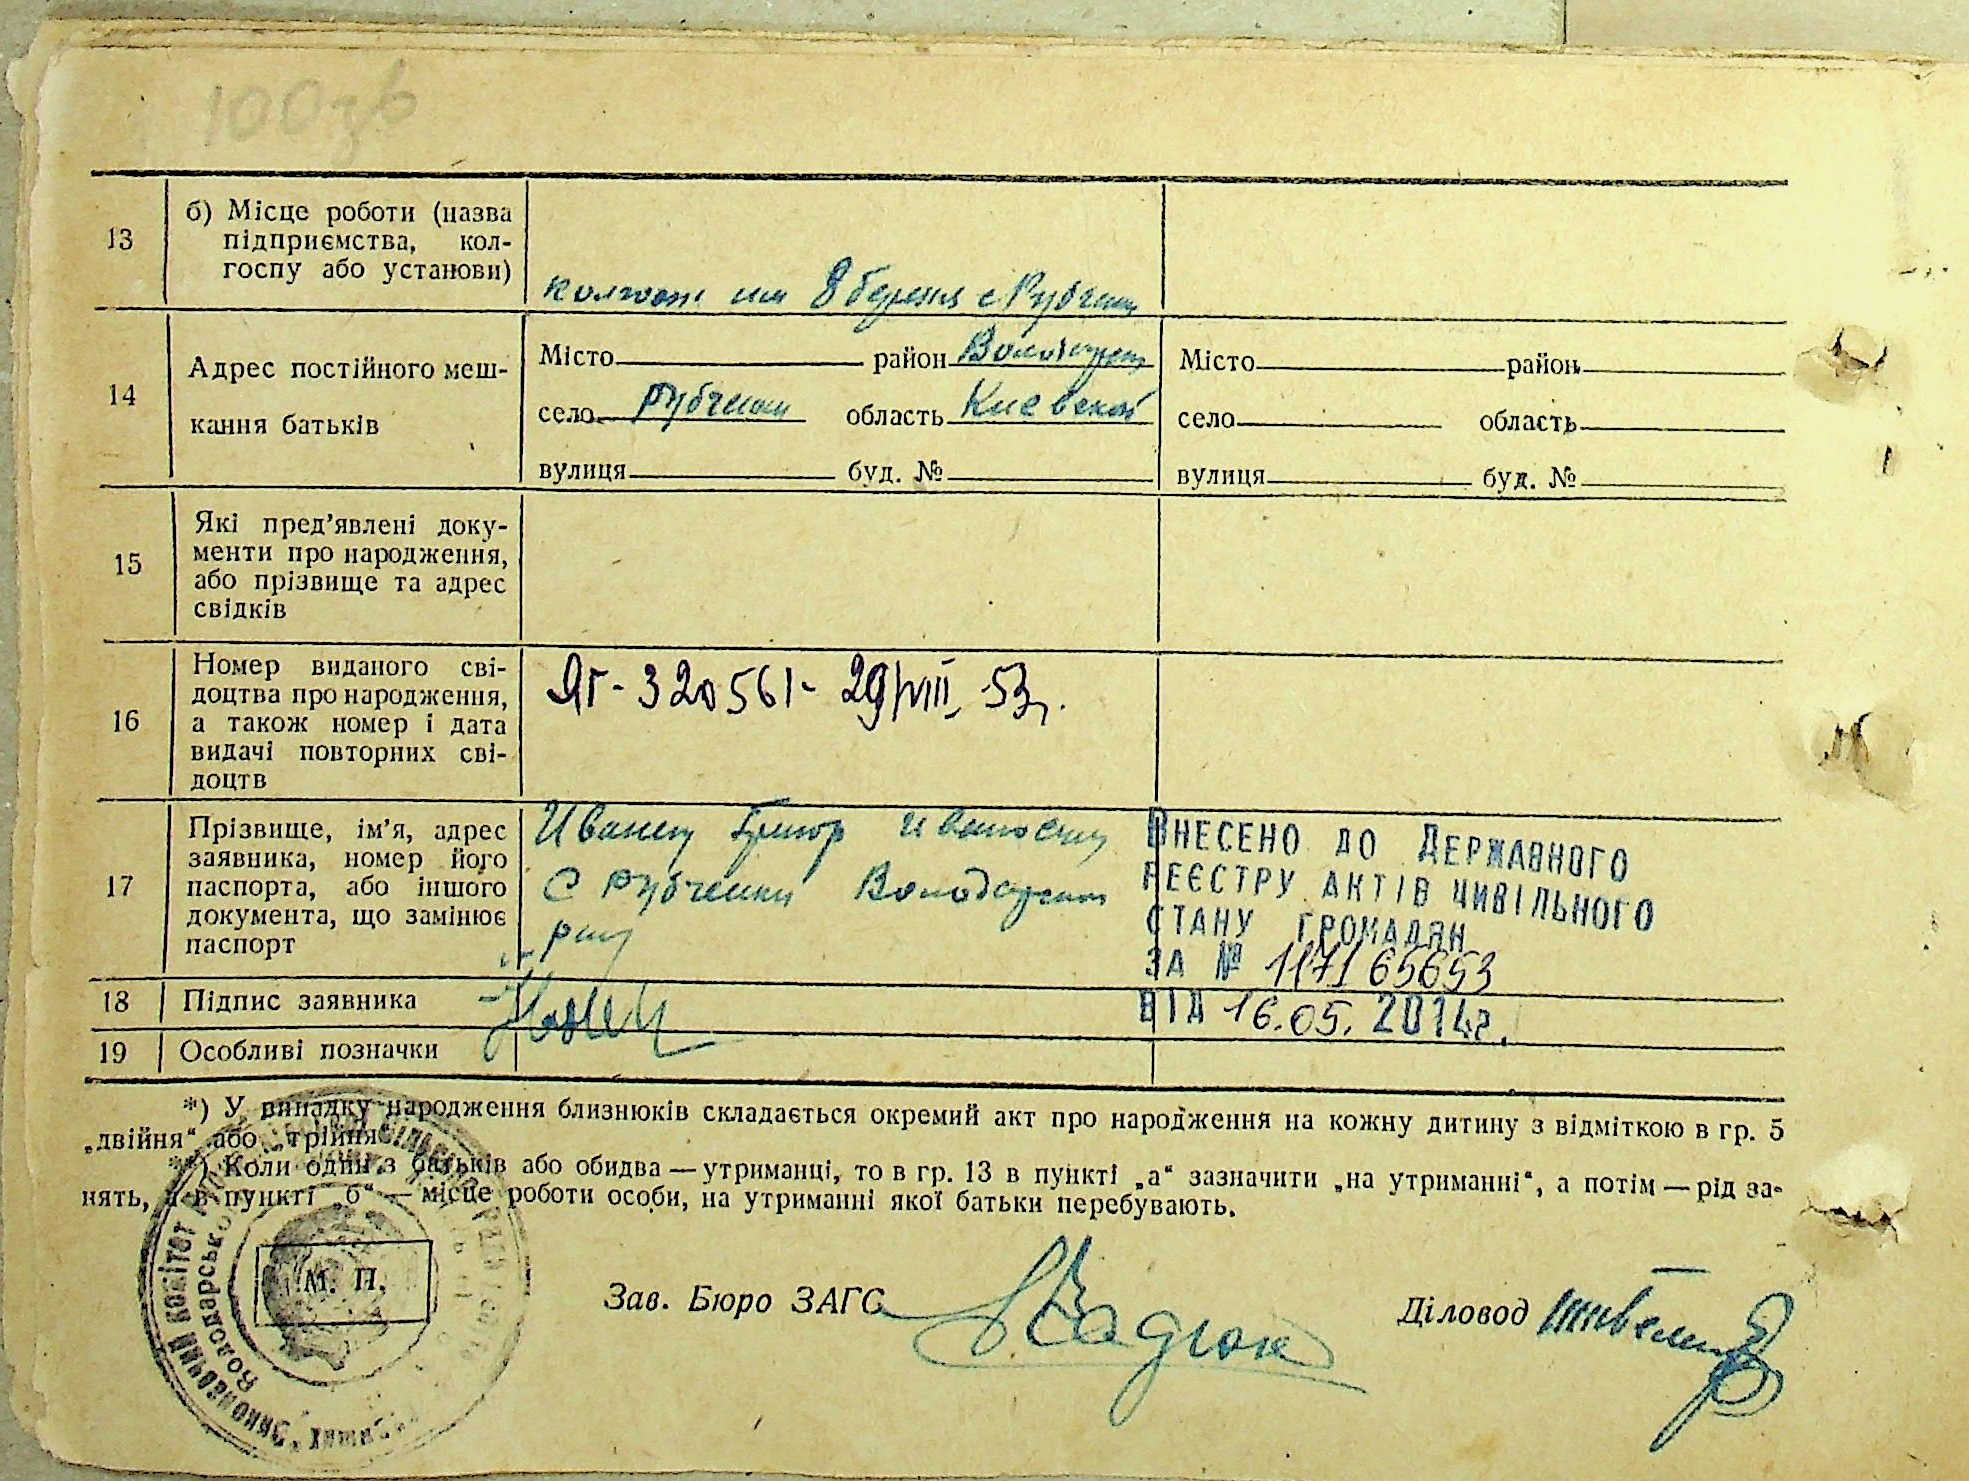 100зв
13
б) Місце роботи (назва
підприємства, кол-
госпу або установи)
колгосп им 8 березня с Рубченки
14
Адрес постійного меш-
кання батьків
Місто район Володарск
село Рубченки область Киевской
вулиця буд. №
Місто район
село область
вулиця буд. №
15
Які пред'явлені доку-
менти про народження,
або прізвище та адрес
свідків
16
Номер виданого сві-
доцтва про народження,
а також номер і дата
видачі повторних сві-
доцтв
ЯГ-320561- 29/VIII-53г.
17
Прізвище, ім'я, адрес
заявника, номер його
паспорта, або іншого
документа, що замінює
паспорт
С Рубченки
ВНЕСЕНО ДО ДЕРЖАВНОГО
РЕЄСТРУ АКТІВ ЦИВІЛЬНОГО
СТАНУ ГРОМАДЯН
ЗА №
ВІД 16.05.2014г.
18 Підпис заявника
19 Особливі позначки
*) У випадку народження близнюків складається окремий акт про народження на кожну дитину з відміткою в гр. 5
„двійня“ або „трійня“
**) Коли один з батьків або обидва — утриманці, то в гр. 13 в пункті „а“ зазначити „на утриманні“, а потім — рід за-
нять, а в пункті „б“ — місце роботи особи, на утриманні якої батьки перебувають.
Виконавчий комітет
Володарсько
М. П.
Зав. Бюро ЗАГС
Діловод